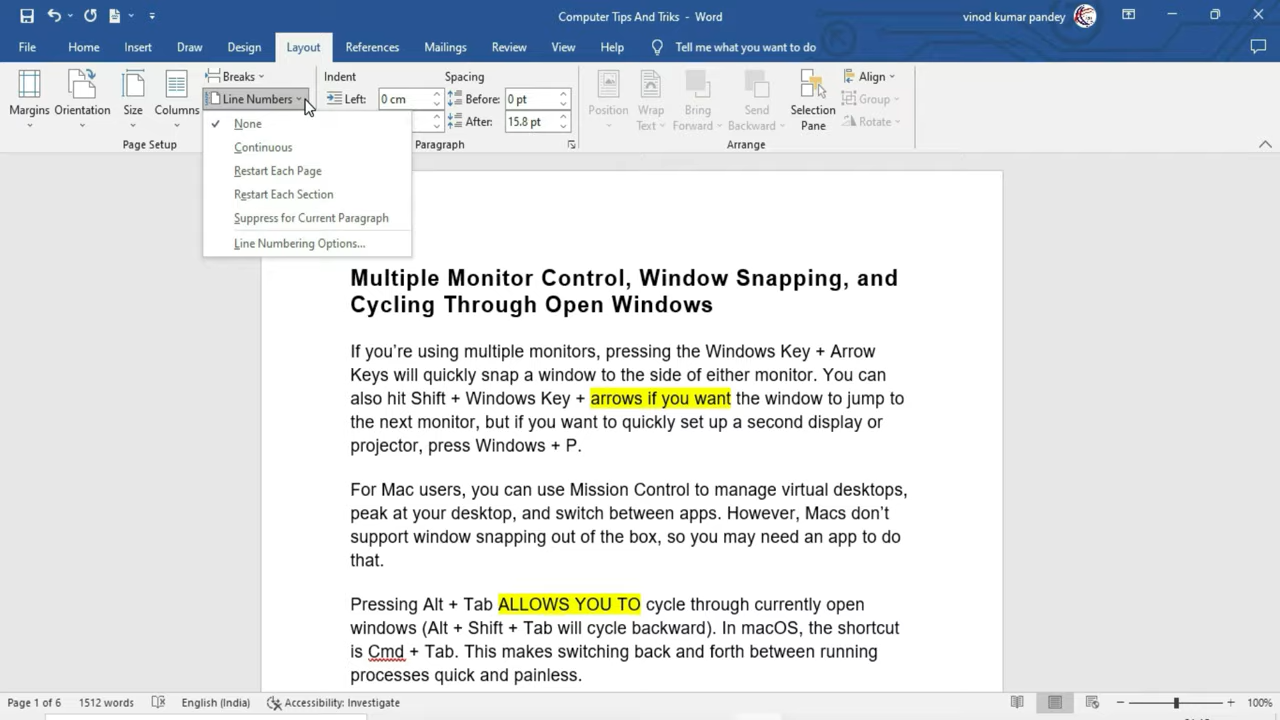 Computer Tips And Triks - Word
vinod kumar pandey
File Home Insert Draw Design Layout References Mailings Review View Help Tell me what you want to do
Margins
Orientation
Size
Columns
Breaks
Line Numbers
Page Setup
None
Continuous
Restart Each Page
Restart Each Section
Suppress for Current Paragraph
Line Numbering Options...
Indent
Left: 0 cm
Spacing
Before: 0 pt
After: 15.8 pt
Paragraph
Position
Wrap Text
Bring Forward
Send Backward
Selection Pane
Align
Group
Rotate
Arrange
Multiple Monitor Control, Window Snapping, and
Cycling Through Open Windows
If you’re using multiple monitors, pressing the Windows Key + Arrow
Keys will quickly snap a window to the side of either monitor. You can
also hit Shift + Windows Key + arrows if you want the window to jump to
the next monitor, but if you want to quickly set up a second display or
projector, press Windows + P.
For Mac users, you can use Mission Control to manage virtual desktops,
peak at your desktop, and switch between apps. However, Macs don’t
support window snapping out of the box, so you may need an app to do
that.
Pressing Alt + Tab ALLOWS YOU TO cycle through currently open
windows (Alt + Shift + Tab will cycle backward). In macOS, the shortcut
is Cmd + Tab. This makes switching back and forth between running
processes quick and painless.
Page 1 of 6 1512 words English (India) Accessibility: Investigate 100%